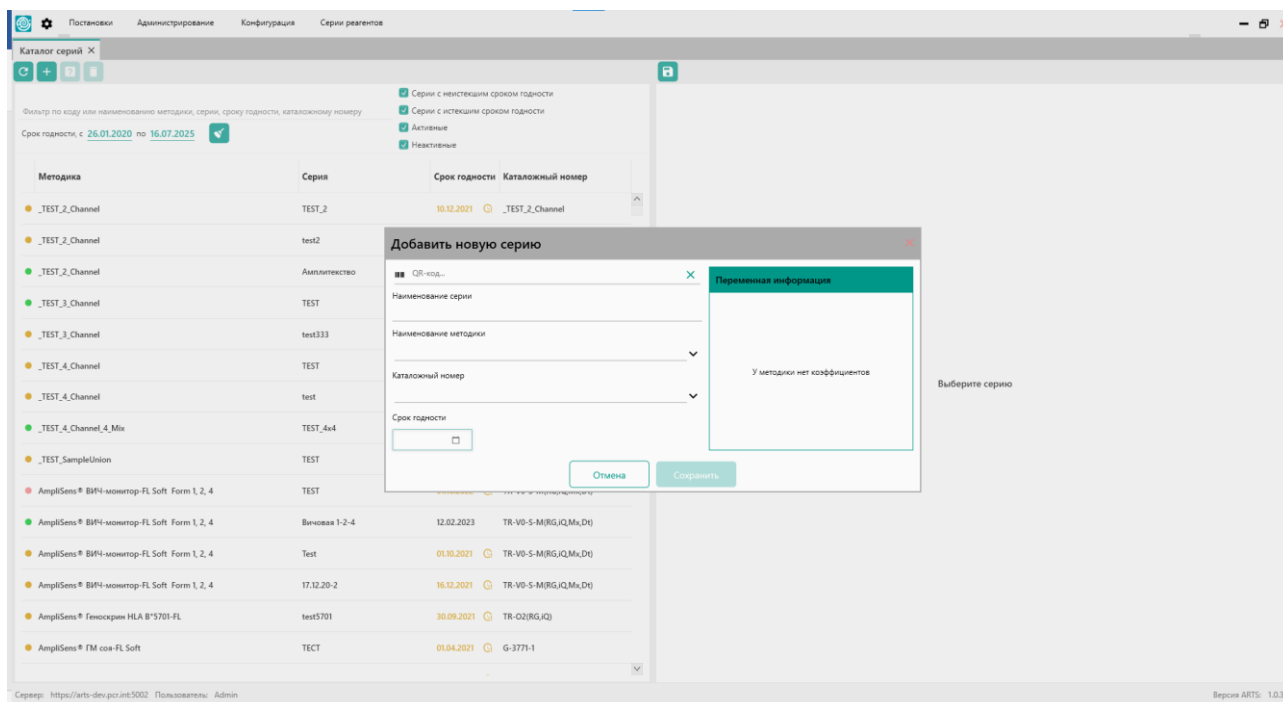 Постановки Администрирование Конфигурация Серии реагентов
Каталог серий
Фильтр по коду или наименованию методики, серии, сроку годности, каталожному номеру
Срок годности, с 26.01.2020 по 16.07.2025
Серии с неистекшим сроком годности
Серии с истекшим сроком годности
Активные
Неактивные
Методика Серия Срок годности Каталожный номер
_TEST_2_Channel TEST_2 10.12.2021 _TEST_2_Channel
_TEST_2_Channel test2
_TEST_2_Channel Амплитекство
_TEST_3_Channel TEST
_TEST_3_Channel test333
_TEST_4_Channel TEST
_TEST_4_Channel test
_TEST_4_Channel_4_Mix TEST_4x4
_TEST_SampleUnion TEST
AmpliSens® ВИЧ-монитор-FL Soft Form 1, 2, 4 TEST
AmpliSens® ВИЧ-монитор-FL Soft Form 1, 2, 4 Вичовая 1-2-4 12.02.2023 TR-V0-S-M(RG,iQ,Mx,Dt)
AmpliSens® ВИЧ-монитор-FL Soft Form 1, 2, 4 Test 01.10.2021 TR-V0-S-M(RG,iQ,Mx,Dt)
AmpliSens® ВИЧ-монитор-FL Soft Form 1, 2, 4 17.12.20-2 16.12.2021 TR-V0-S-M(RG,iQ,Mx,Dt)
AmpliSens® Геноскрин HLA B*5701-FL test5701 30.09.2021 TR-O2(RG,iQ)
AmpliSens® ГМ соя-FL Soft ТЕСТ 01.04.2021 G-3771-1
Добавить новую серию
QR-код...
Наименование серии
Наименование методики
Каталожный номер
Срок годности
Переменная информация
У методики нет коэффициентов
Отмена Сохранить
Выберите серию
Сервер: https://arts-dev.pcr.int:5002 Пользователь: Admin
Версия ARTS: 1.0.3